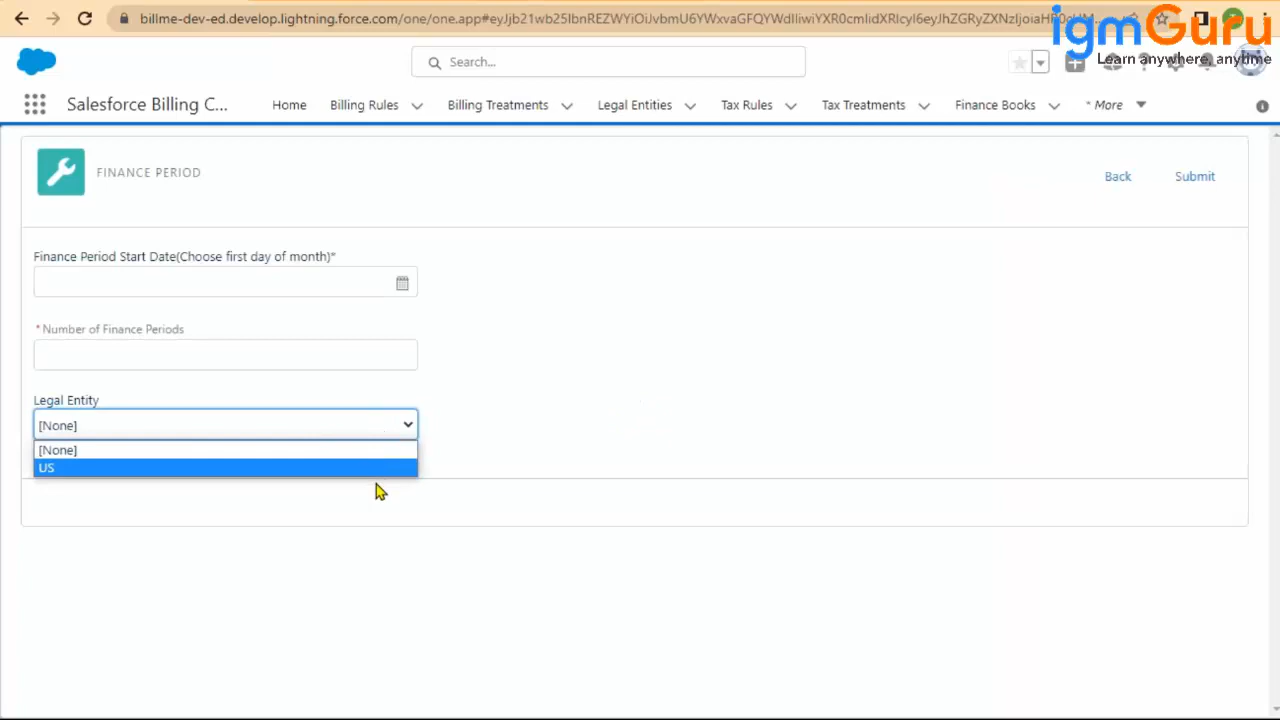 billme-dev-ed.develop.lightning.force.com/one/one.app#
igmGuru
Learn anywhere, anytime
Search...
Salesforce Billing C... Home Billing Rules Billing Treatments Legal Entities Tax Rules Tax Treatments Finance Books * More
FINANCE PERIOD
Back Submit
Finance Period Start Date(Choose first day of month)*
* Number of Finance Periods
Legal Entity
[None]
[None]
US